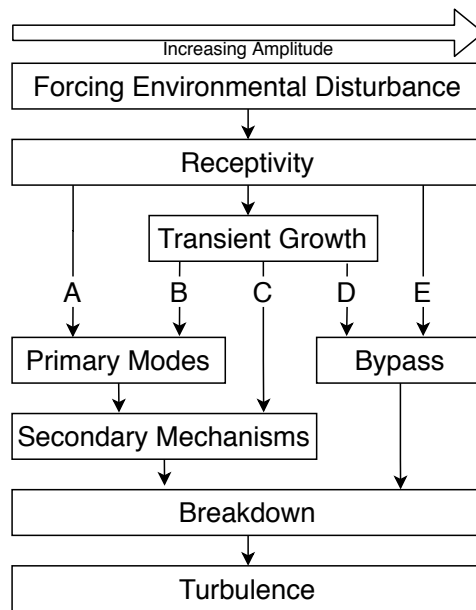 Increasing Amplitude
Forcing Environmental Disturbance
Receptivity
Transient Growth
A B C D E
Primary Modes Bypass
Secondary Mechanisms
Breakdown
Turbulence